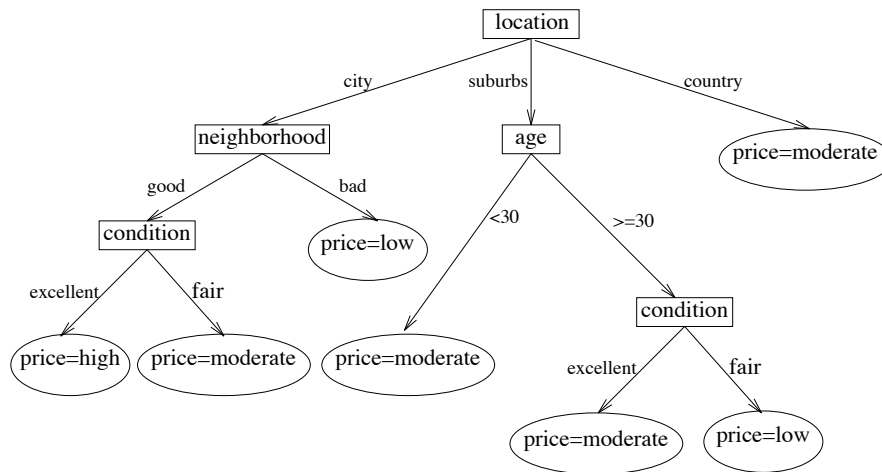 location
city
suburbs
country
neighborhood
age
price=moderate
good
bad
<30
>=30
condition
price=low
excellent
fair
condition
price=high
price=moderate
price=moderate
excellent
fair
price=moderate
price=low